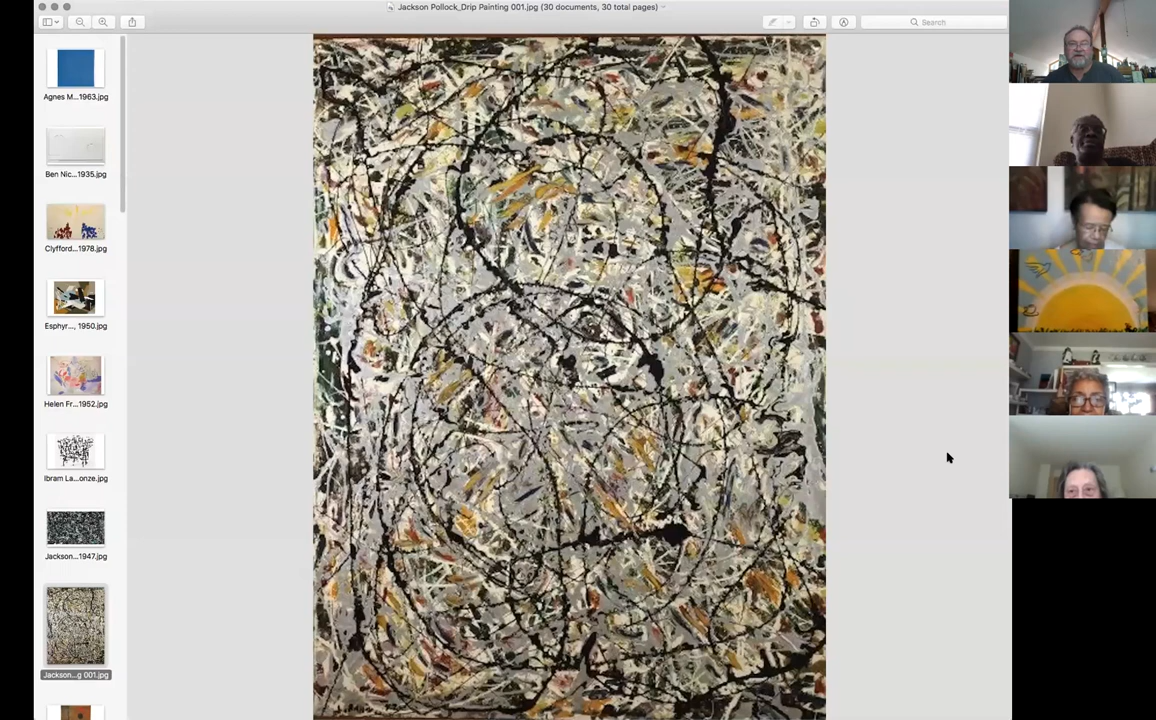 Jackson Pollock_Drip Painting 001.jpg (30 documents, 30 total pages)
Search
Agnes M...1963.jpg
Ben Nic...1935.jpg
Clyfford...1978.jpg
Esphyr..., 1950.jpg
Helen Fr...1952.jpg
Ibram La...onze.jpg
Jackson...1947.jpg
Jackson...g 001.jpg